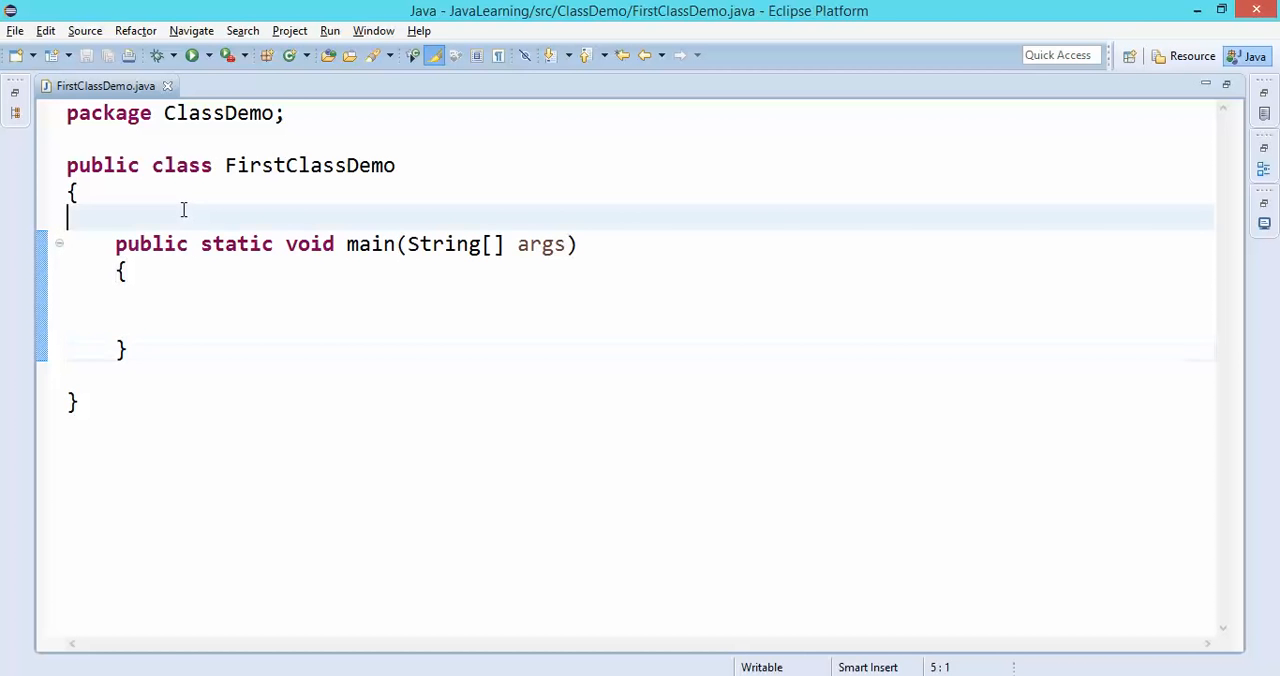 Java - JavaLearning/src/ClassDemo/FirstClassDemo.java - Eclipse Platform
File Edit Source Refactor Navigate Search Project Run Window Help
Quick Access Resource Java
FirstClassDemo.java
package ClassDemo;
public class FirstClassDemo
{
public static void main(String[] args)
{
}
}
Writable Smart Insert 5 : 1